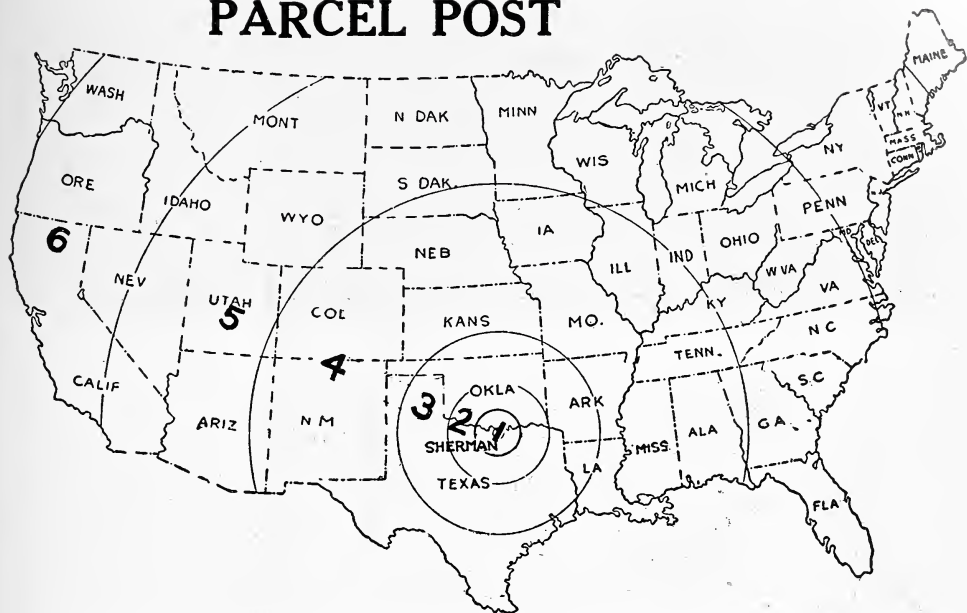 PARCEL POST
MAINE
WASH
MONT
N DAK
MINN
VT
N.H.
MASS
CONN
NY
ORE
IDAHO
WYO
S DAK.
WIS
MICH
PENN
6
NEV
UTAH
5
COL
NEB
IA
ILL
IND
OHIO
W VA
MD
DEL
VA
KANS
MO.
KY
N C
TENN.
4
CALIF
ARIZ
N M
3
2
1
OKLA
ARK
S.C
SHERMAN
TEXAS
LA
MISS.
ALA
GA.
FLA